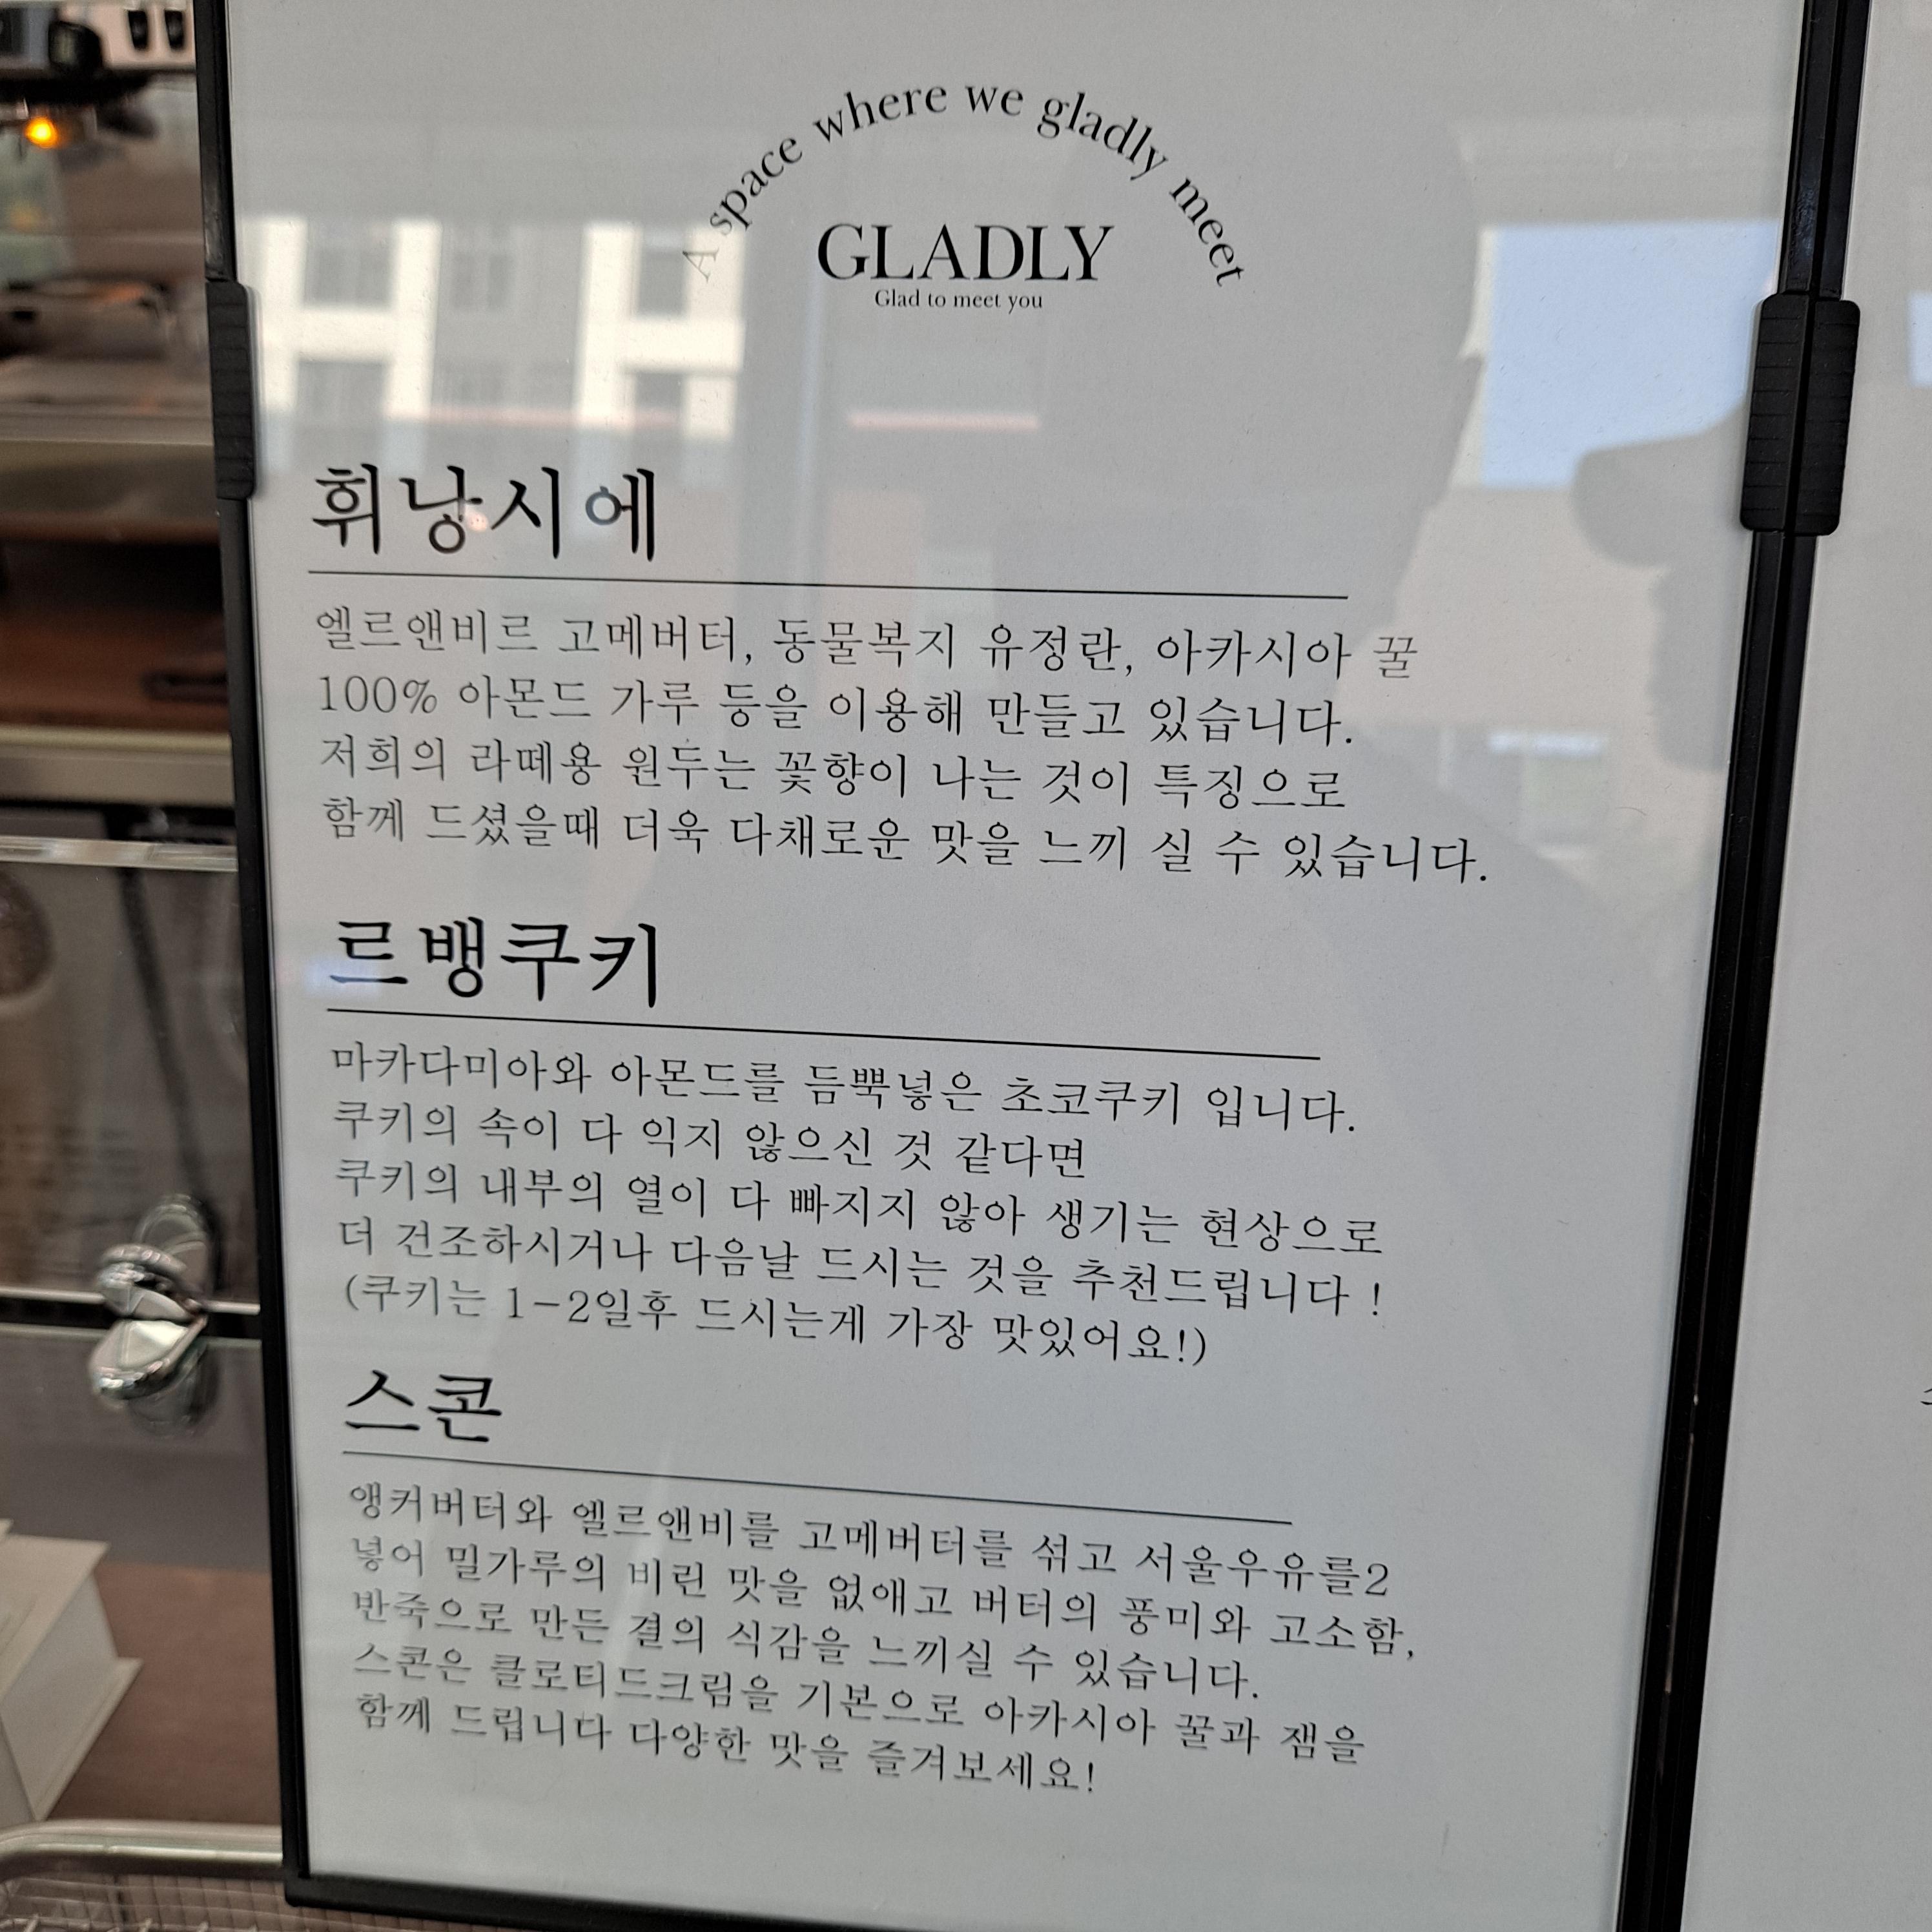 A space where we gladly meet
GLADLY
Glad to meet you
휘낭시에
엘르앤비르 고메버터, 동물복지 유정란, 아카시아 꿀
100% 아몬드 가루 등을 이용해 만들고 있습니다.
저희의 라떼용 원두는 꽃향이 나는 것이 특징으로
함께 드셨을때 더욱 다채로운 맛을 느끼 실 수 있습니다.
르뱅쿠키
마카다미아와 아몬드를 듬뿍넣은 초코쿠키 입니다.
쿠키의 속이 다 익지 않으신 것 같다면
쿠키의 내부의 열이 다 빠지지 않아 생기는 현상으로
더 건조하시거나 다음날 드시는 것을 추천드립니다 !
(쿠키는 1-2일후 드시는게 가장 맛있어요!)
스콘
앵커버터와 엘르앤비를 고메버터를 섞고 서울우유를2
넣어 밀가루의 비린 맛을 없애고 버터의 풍미와 고소함,
반죽으로 만든 결의 식감을 느끼실 수 있습니다.
스콘은 클로티드크림을 기본으로 아카시아 꿀과 잼을
함께 드립니다 다양한 맛을 즐겨보세요!